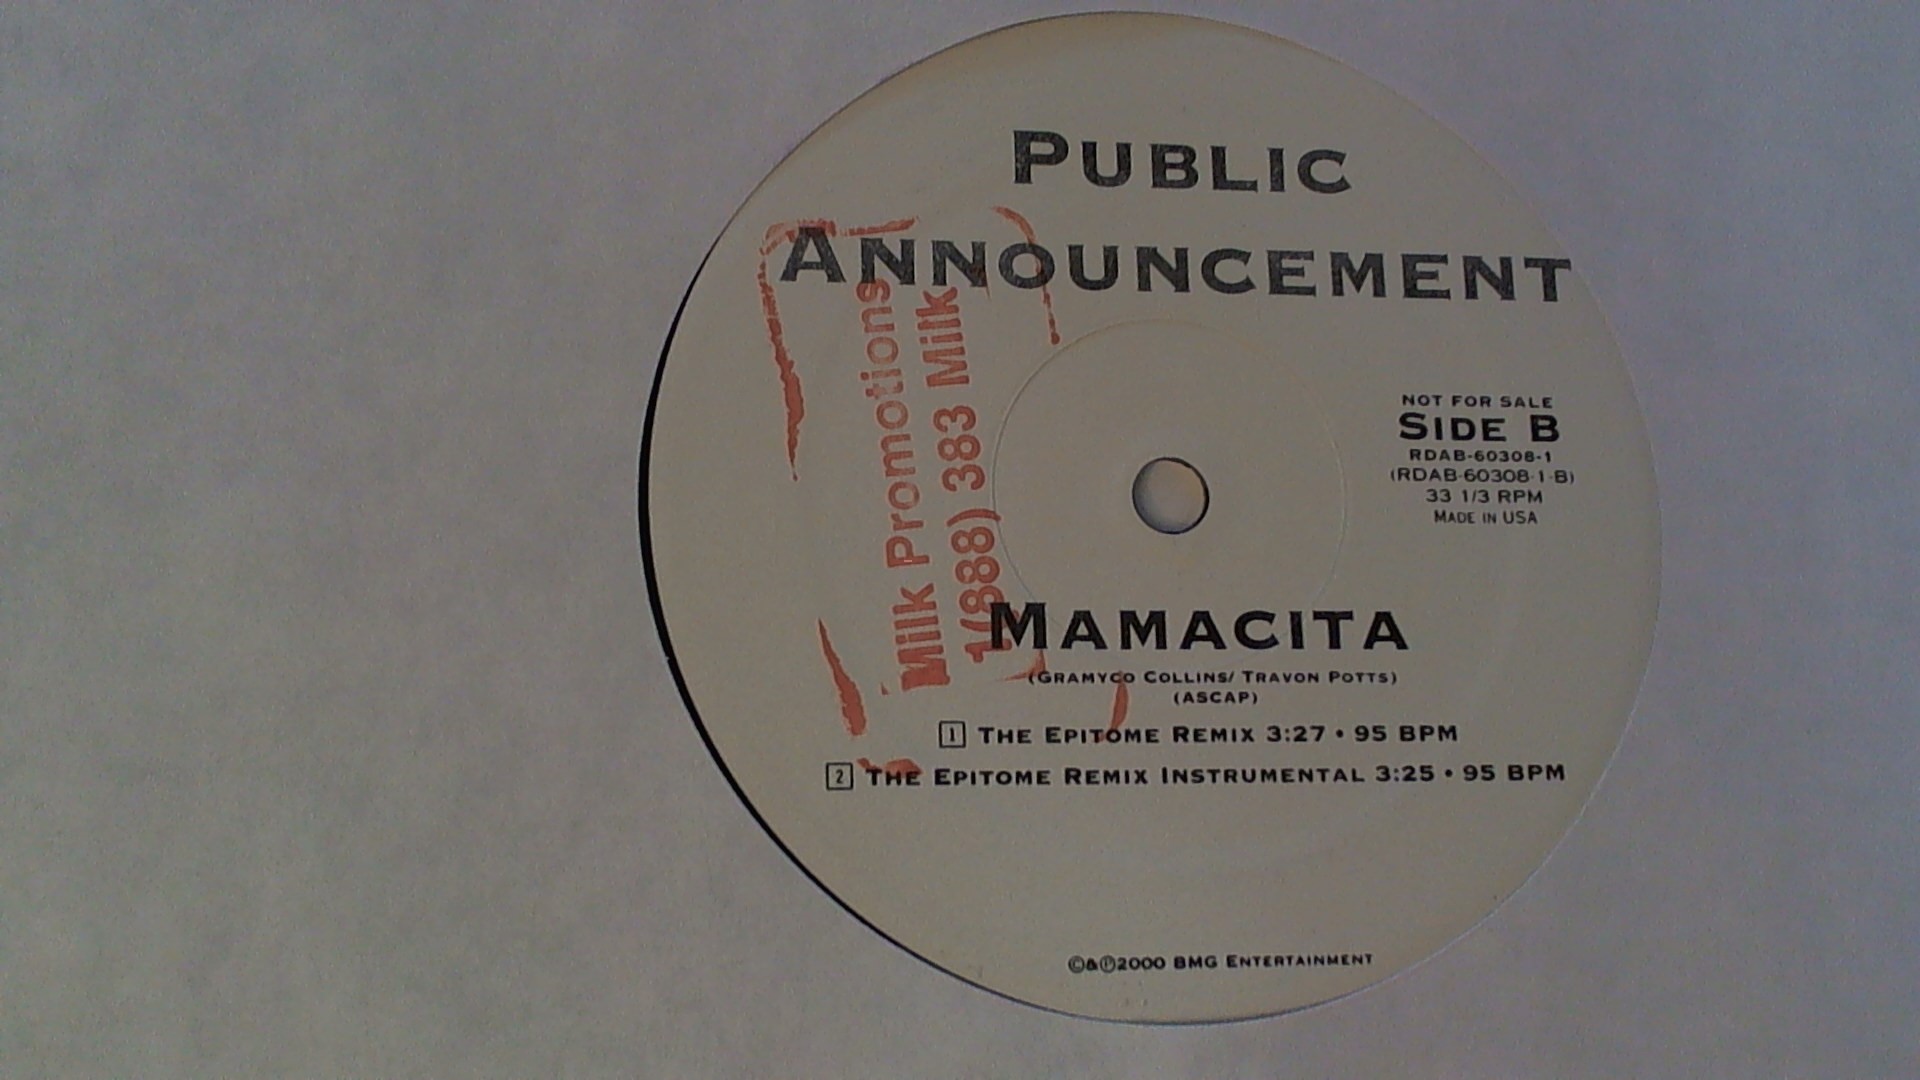 PUBLIC
ANNOUNCEMENT
Milk Promotions
1(888) 383 Milk
NOT FOR SALE
SIDE B
RDAB-60308-1
(RDAB-60308-1-B)
33 1/3 RPM
MADE IN USA
MAMACITA
(GRAMYCO COLLINS/ TRAVON POTTS)
(ASCAP)
1 THE EPITOME REMIX 3:27 • 95 BPM
2 THE EPITOME REMIX INSTRUMENTAL 3:25 • 95 BPM
©&℗2000 BMG ENTERTAINMENT